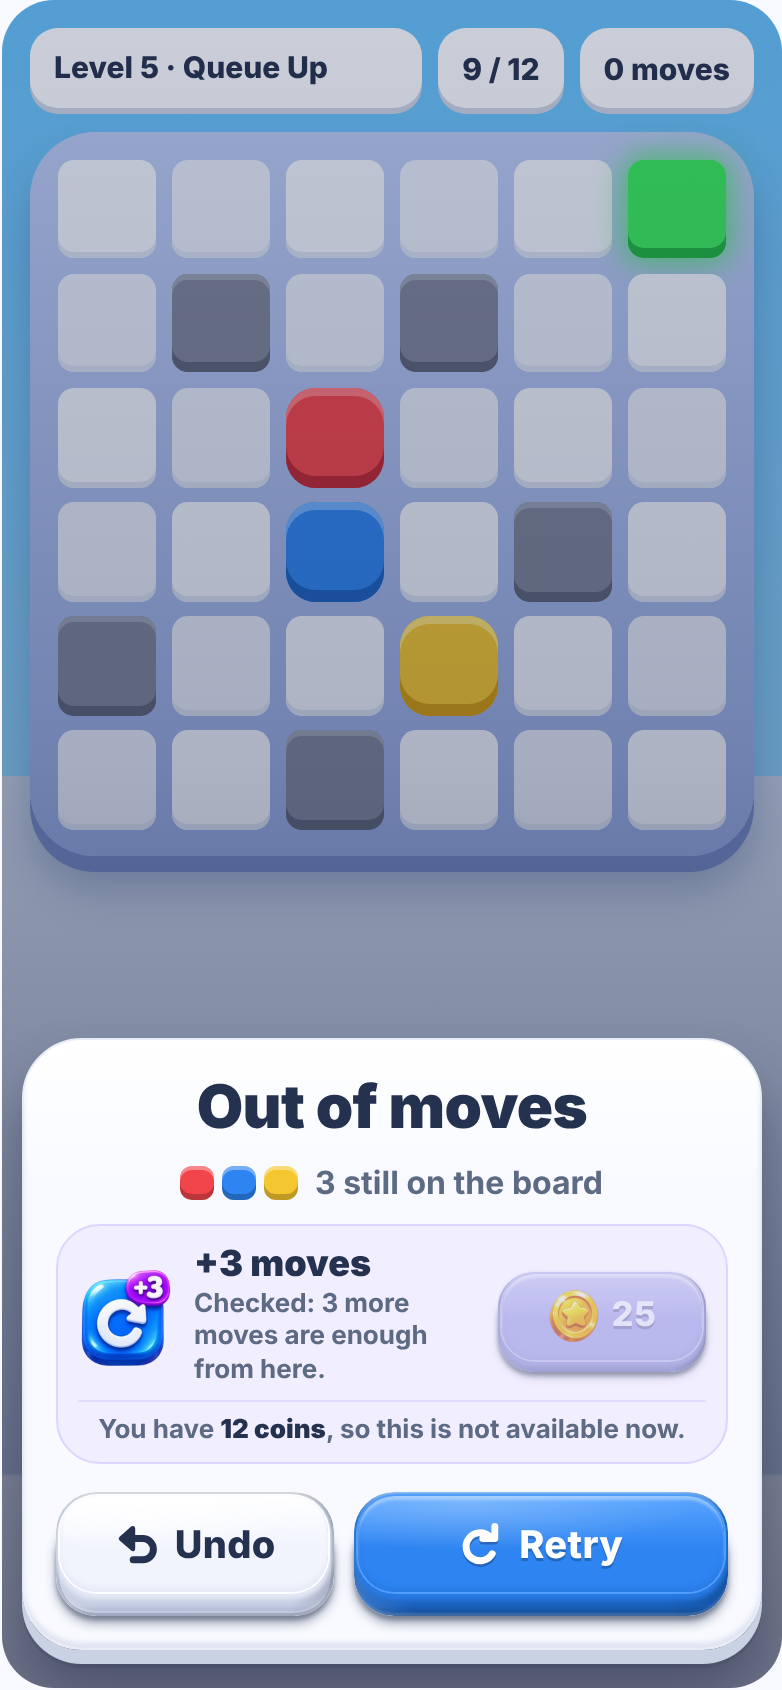 Level 5 · Queue Up
9 / 12
0 moves
Out of moves
3 still on the board
+3
+3 moves
Checked: 3 more
moves are enough
from here.
25
You have 12 coins, so this is not available now.
Undo
Retry